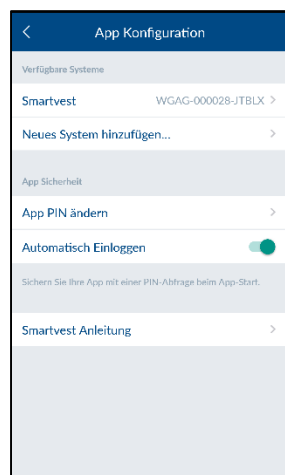 App Konfiguration
Verfügbare Systeme
Smartvest WGAG-000028-JTBLX
Neues System hinzufügen...
App Sicherheit
App PIN ändern
Automatisch Einloggen
Sichern Sie Ihre App mit einer PIN-Abfrage beim App-Start.
Smartvest Anleitung